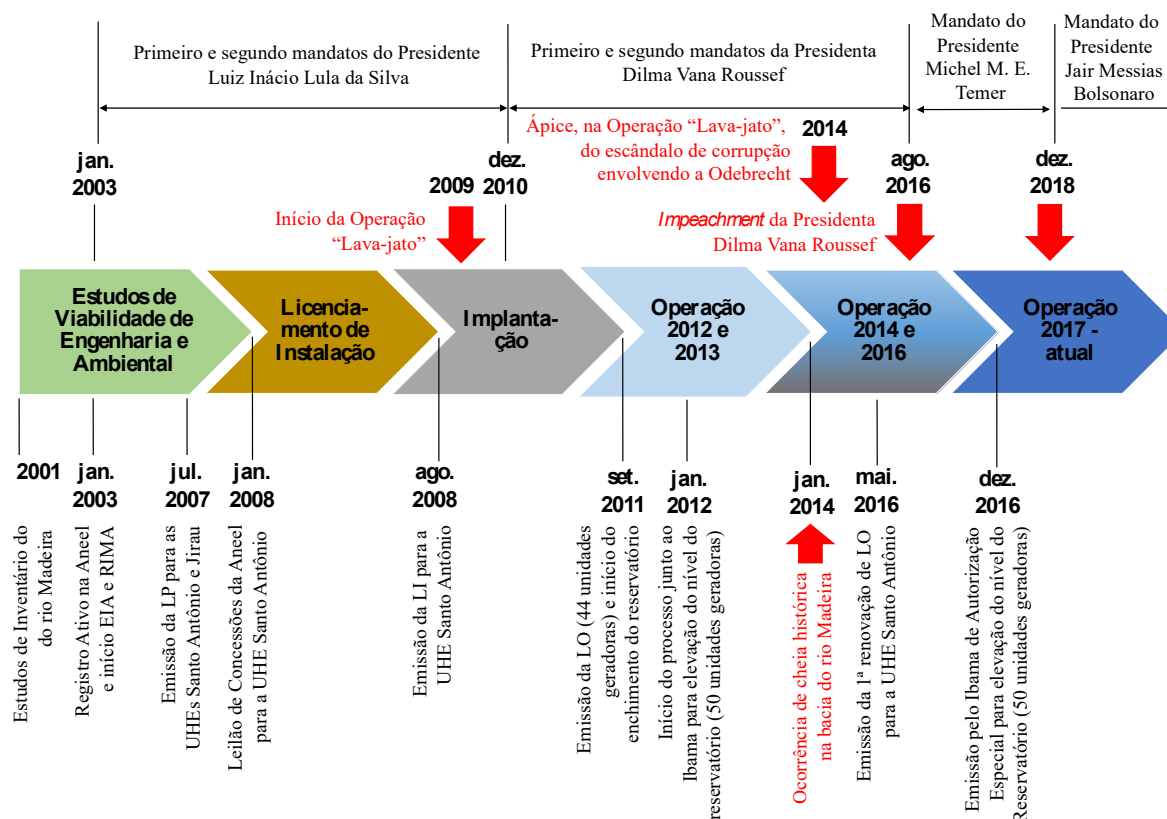 Primeiro e segundo mandatos do Presidente
Luiz Inácio Lula da Silva
Primeiro e segundo mandatos da Presidenta
Dilma Vana Roussef
Mandato do
Presidente
Michel M. E.
Temer
Mandato do
Presidente
Jair Messias
Bolsonaro
jan.
2003
2009
dez.
2010
Início da Operação
“Lava-jato”
Ápice, na Operação “Lava-jato”,
do escândalo de corrupção
envolvendo a Odebrecht
2014
Impeachment da Presidenta
Dilma Vana Roussef
ago.
2016
dez.
2018
Estudos de
Viabilidade de
Engenharia e
Ambiental
Licencia-
mento de
Instalação
Implanta-
ção
Operação
2012 e
2013
Operação
2014 e
2016
Operação
2017 -
atual
2001
Estudos de Inventário do
rio Madeira
jan.
2003
Registro Ativo na Aneel
e início EIA e RIMA
jul.
2007
Emissão da LP para as
UHEs Santo Antônio e Jirau
jan.
2008
Leilão de Concessões da Aneel
para a UHE Santo Antônio
ago.
2008
Emissão da LI para a
UHE Santo Antônio
set.
2011
Emissão da LO (44 unidades
geradoras) e início do
enchimento do reservatório
jan.
2012
Início do processo junto ao
Ibama para elevação do nível do
reservatório (50 unidades geradoras)
jan.
2014
Ocorrência de cheia histórica
na bacia do rio Madeira
mai.
2016
Emissão da 1ª renovação de LO
para a UHE Santo Antônio
dez.
2016
Emissão pelo Ibama de Autorização
Especial para elevação do nível do
Reservatório (50 unidades geradoras)